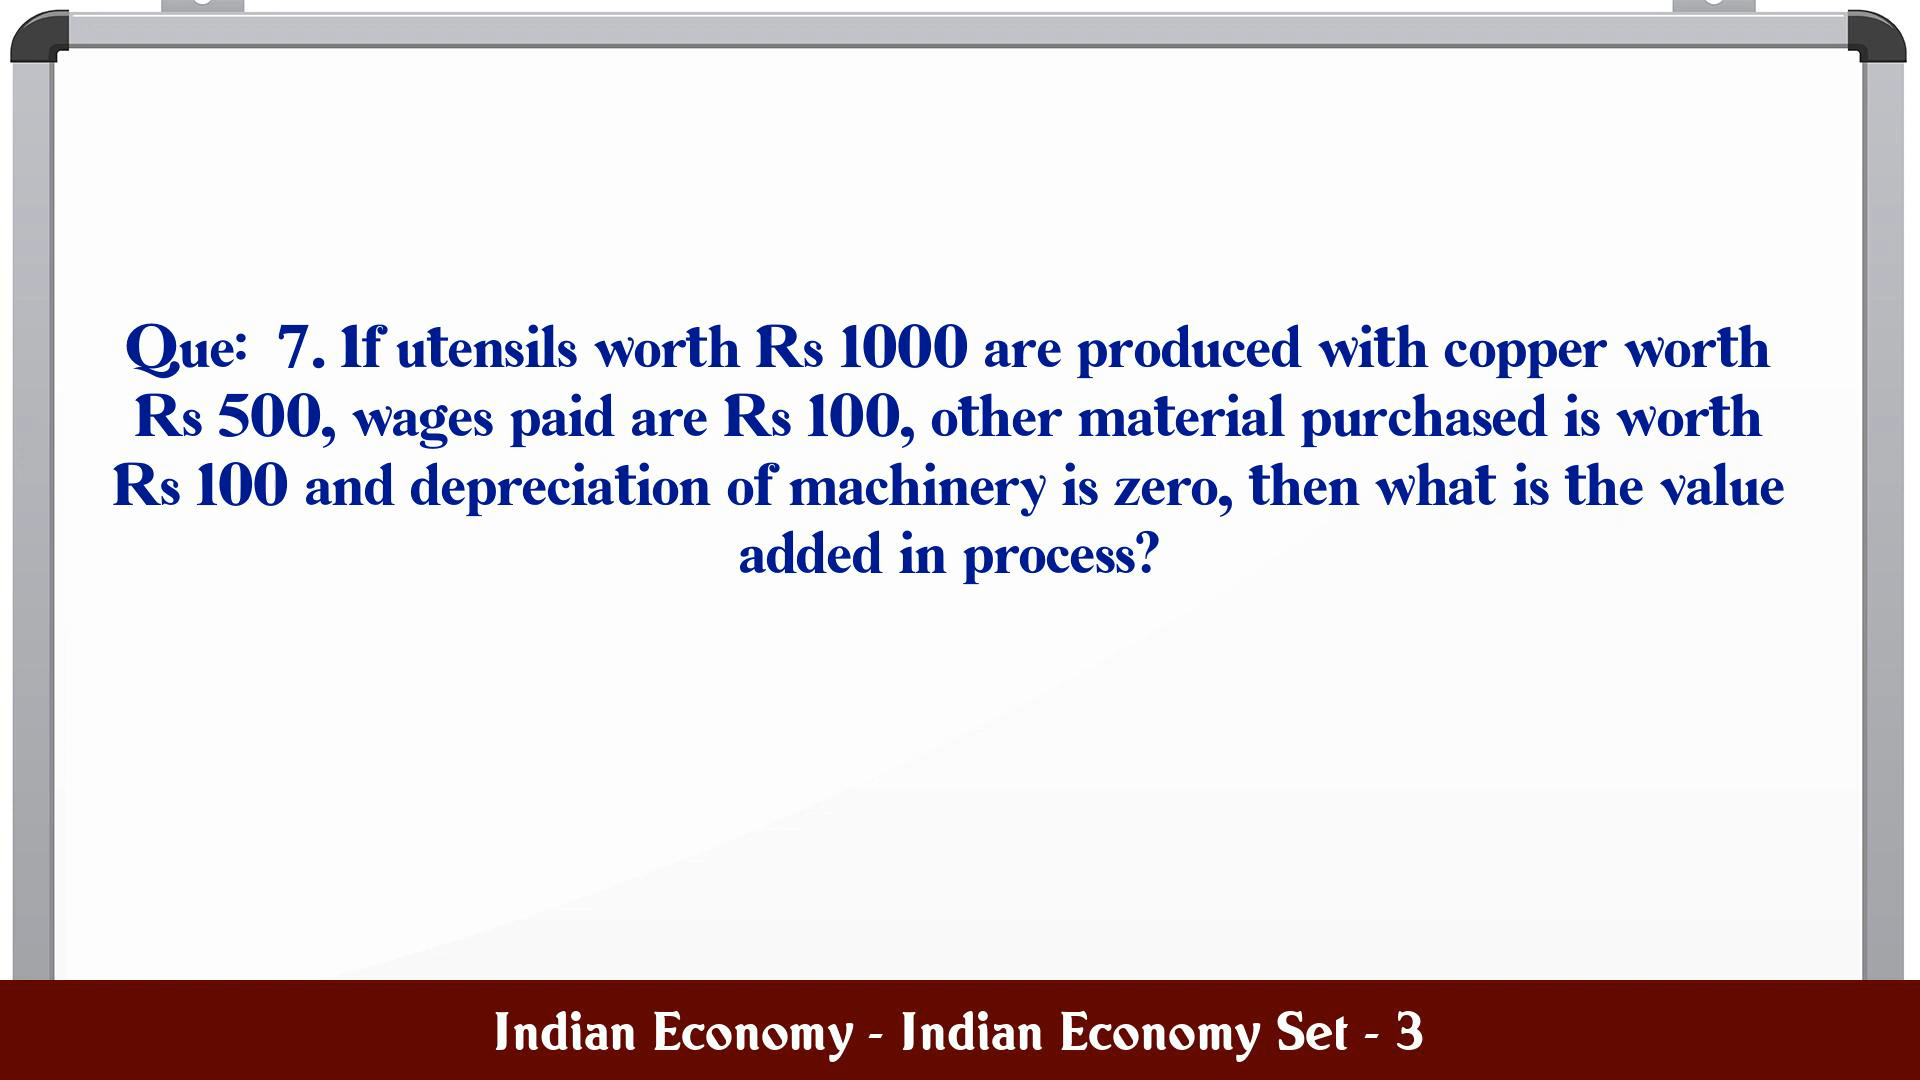 Que: 7. If utensils worth Rs 1000 are produced with copper worth
Rs 500, wages paid are Rs 100, other material purchased is worth
Rs 100 and depreciation of machinery is zero, then what is the value
added in process?
Indian Economy - Indian Economy Set - 3